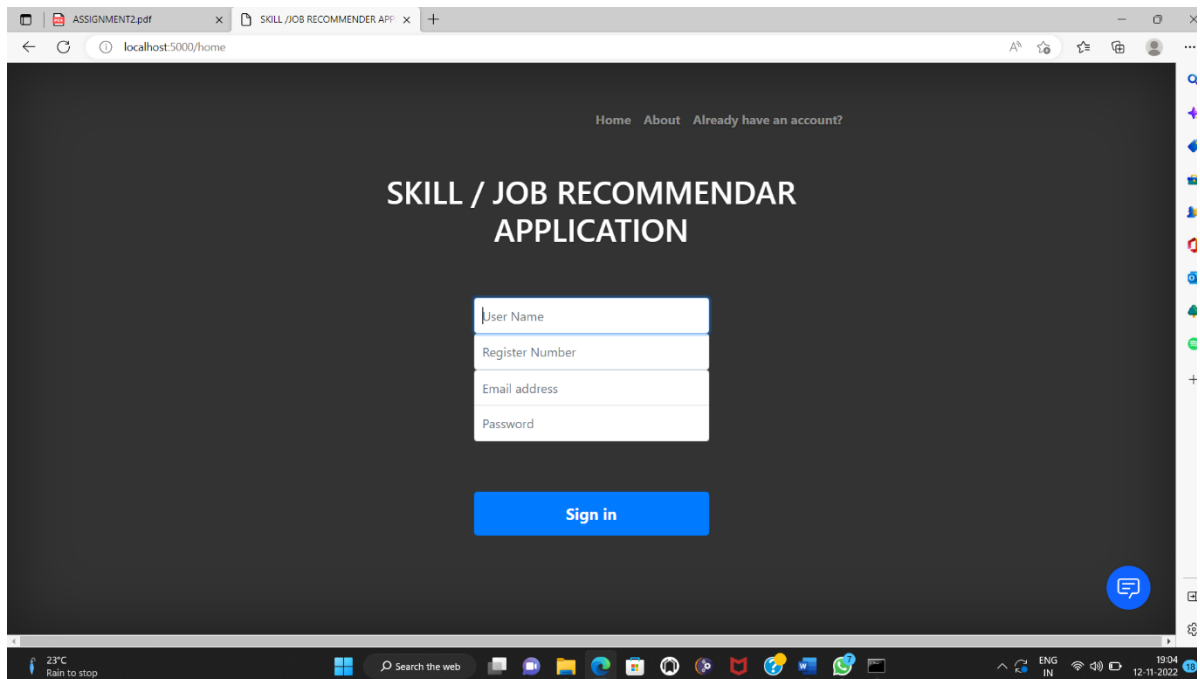 ASSIGNMENT2.pdf
SKILL /JOB RECOMMENDER APP
localhost:5000/home
Home About Already have an account?
SKILL / JOB RECOMMENDAR
APPLICATION
User Name
Register Number
Email address
Password
Sign in
23°C
Rain to stop
Search the web
7
ENG
IN
19:04
12-11-2022
18